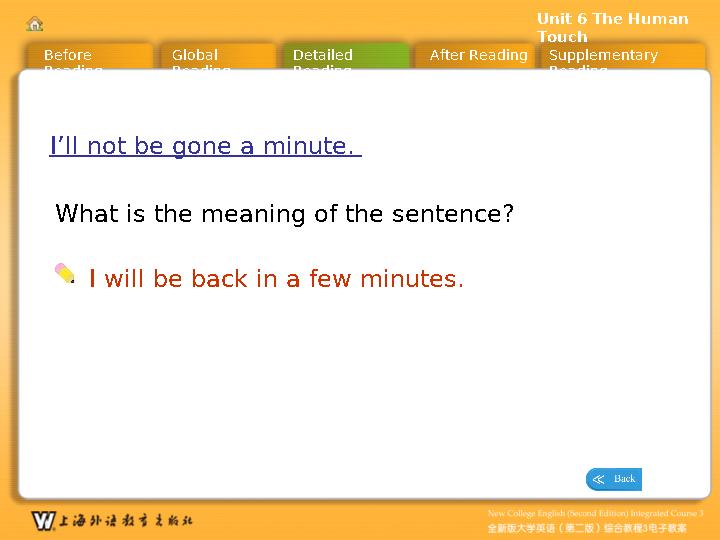 Unit 6 The Human
Touch
Before
Reading
Global
Reading
Detailed
Reading
After Reading
Supplementary
Reading
I’ll not be gone a minute.
What is the meaning of the sentence?
I will be back in a few minutes.
Back
W 上海外语教育出版社
New College English (Second Edition) Integrated Course 3
全新版大学英语（第二版）综合教程3电子教案